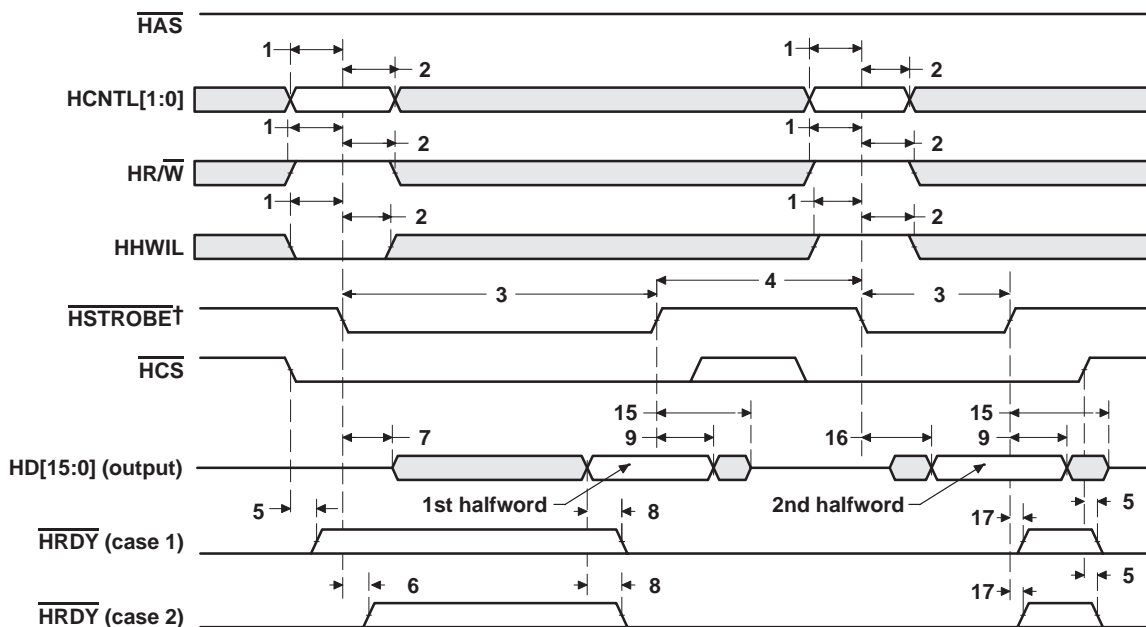 HAS
1 1
2 2
HCNTL[1:0]
1 1
2 2
HR/W
1 1
2 2
HHWIL
3 4 3
HSTROBE†
HCS
15 15
7 9 16 9
HD[15:0] (output)
1st halfword 2nd halfword
5 8 17 5
HRDY (case 1)
6 8 17 5
HRDY (case 2)